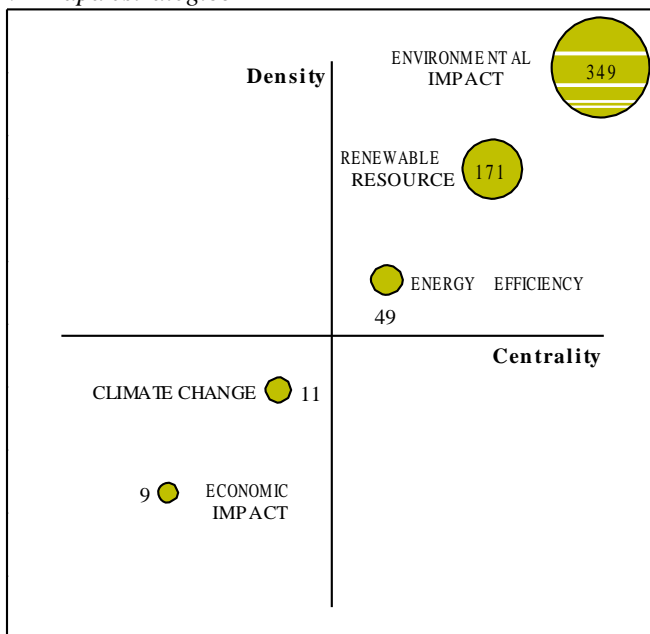 ENVIRONMENTAL
IMPACT
349
Density
RENEWABLE
RESOURCE
171
ENERGY EFFICIENCY
49
Centrality
CLIMATE CHANGE
11
9
ECONOMIC
IMPACT